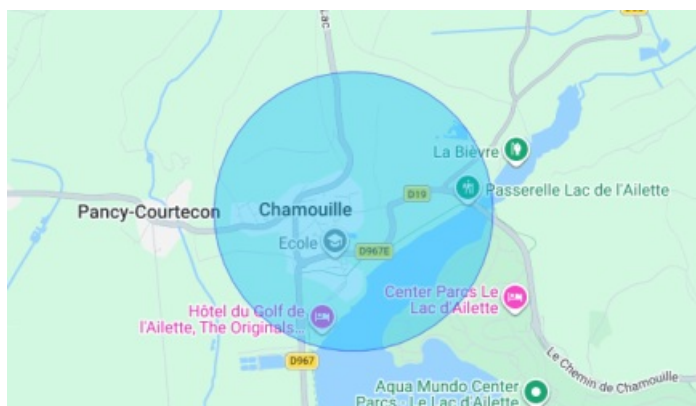 Lac
La Bièvre
D19
Passerelle Lac de l'Ailette
Pancy-Courtecon
Chamouille
Ecole
D967E
Center Parcs Le
Lac d'Ailette
Hôtel du Golf de
l'Ailette, The Originals...
D967
Le Chemin de Chamouille
Aqua Mundo Center
Parcs - Le Lac d'Ailette